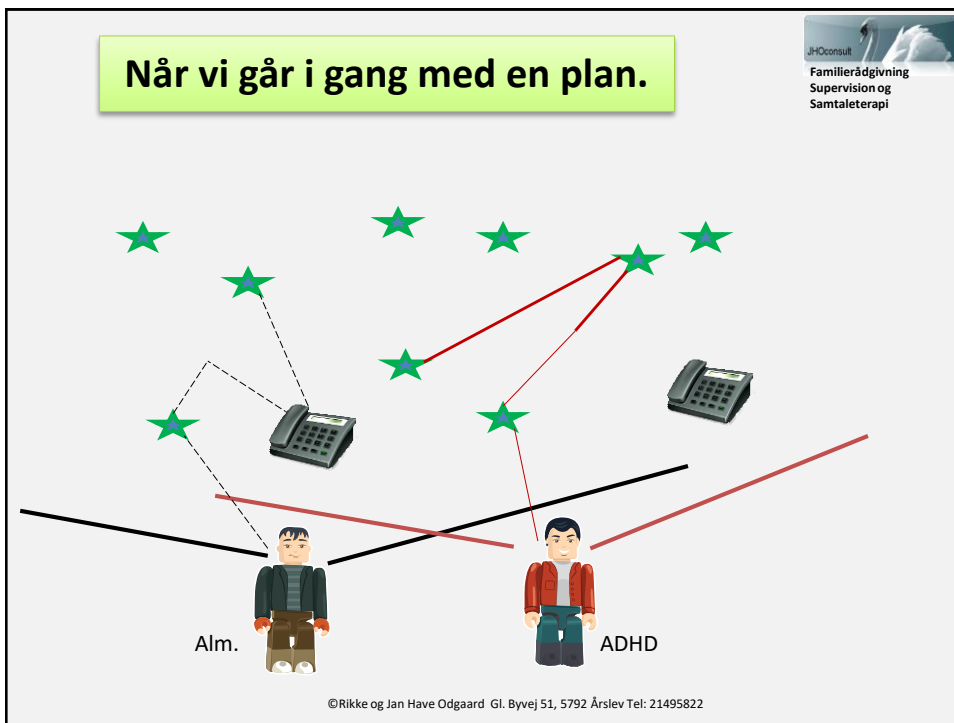 Når vi går i gang med en plan.
JHOconsult
Familierådgivning
Supervision og
Samtaleterapi
Alm.
ADHD
©Rikke og Jan Have Odgaard Gl. Byvej 51, 5792 Årslev Tel: 21495822